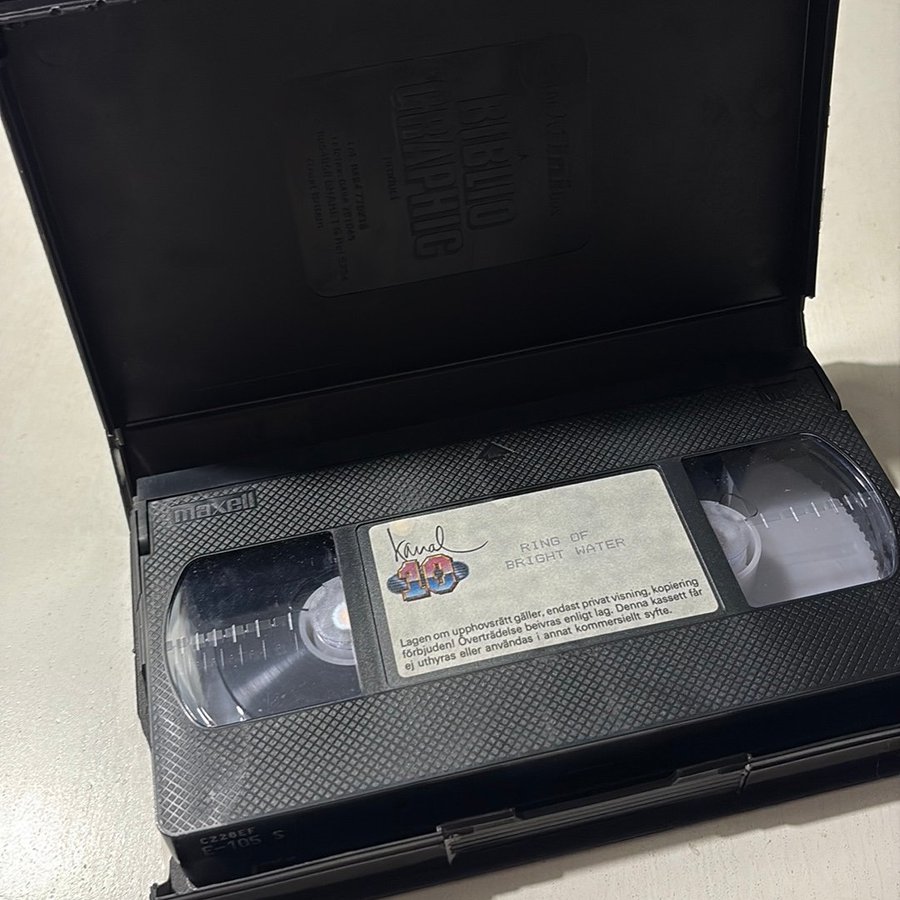 BIBLIO
GRAPHIC
maxell
Kanal
10
RING OF
BRIGHT WATER
Lagen om upphovsrätt gäller, endast privat visning, kopiering
förbjuden! Överträdelse beivras enligt lag. Denna kassett får
ej uthyras eller användas i annat kommersiellt syfte.
E-105 S